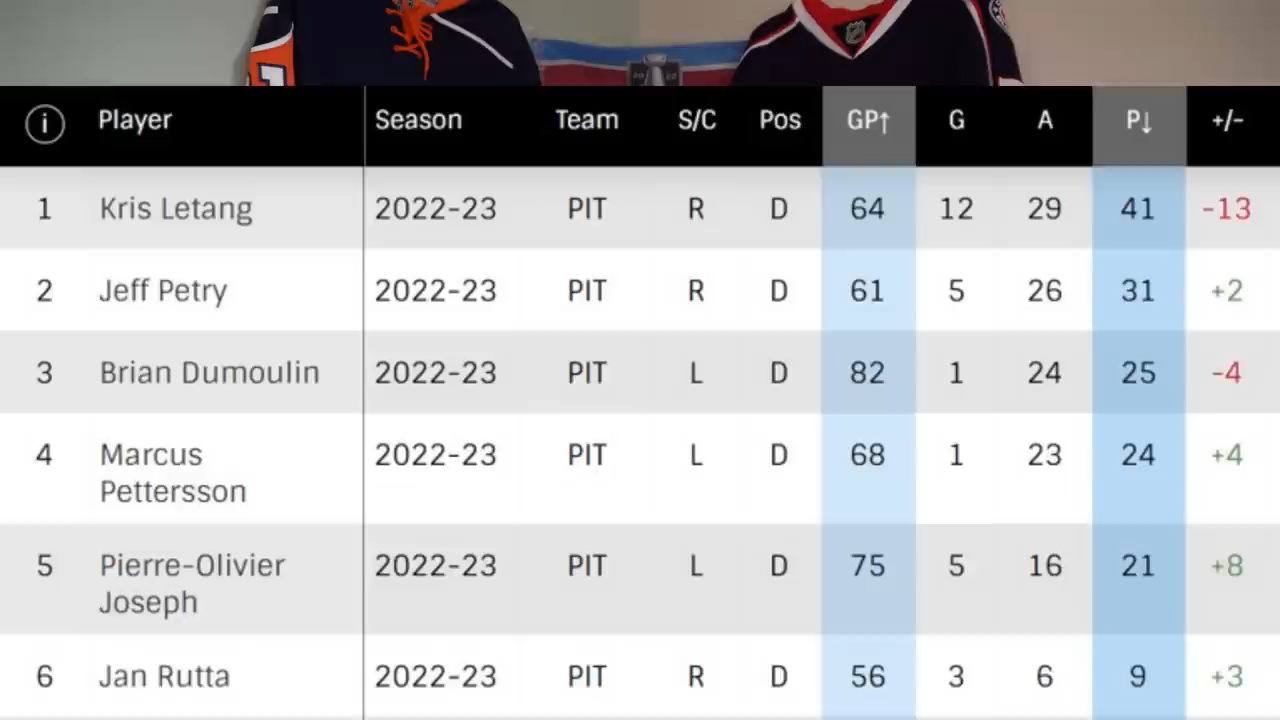 i Player Season Team S/C Pos GP↑ G A P↓ +/-
1 Kris Letang 2022-23 PIT R D 64 12 29 41 -13
2 Jeff Petry 2022-23 PIT R D 61 5 26 31 +2
3 Brian Dumoulin 2022-23 PIT L D 82 1 24 25 -4
4 Marcus 2022-23 PIT L D 68 1 23 24 +4
Pettersson
5 Pierre-Olivier 2022-23 PIT L D 75 5 16 21 +8
Joseph
6 Jan Rutta 2022-23 PIT R D 56 3 6 9 +3